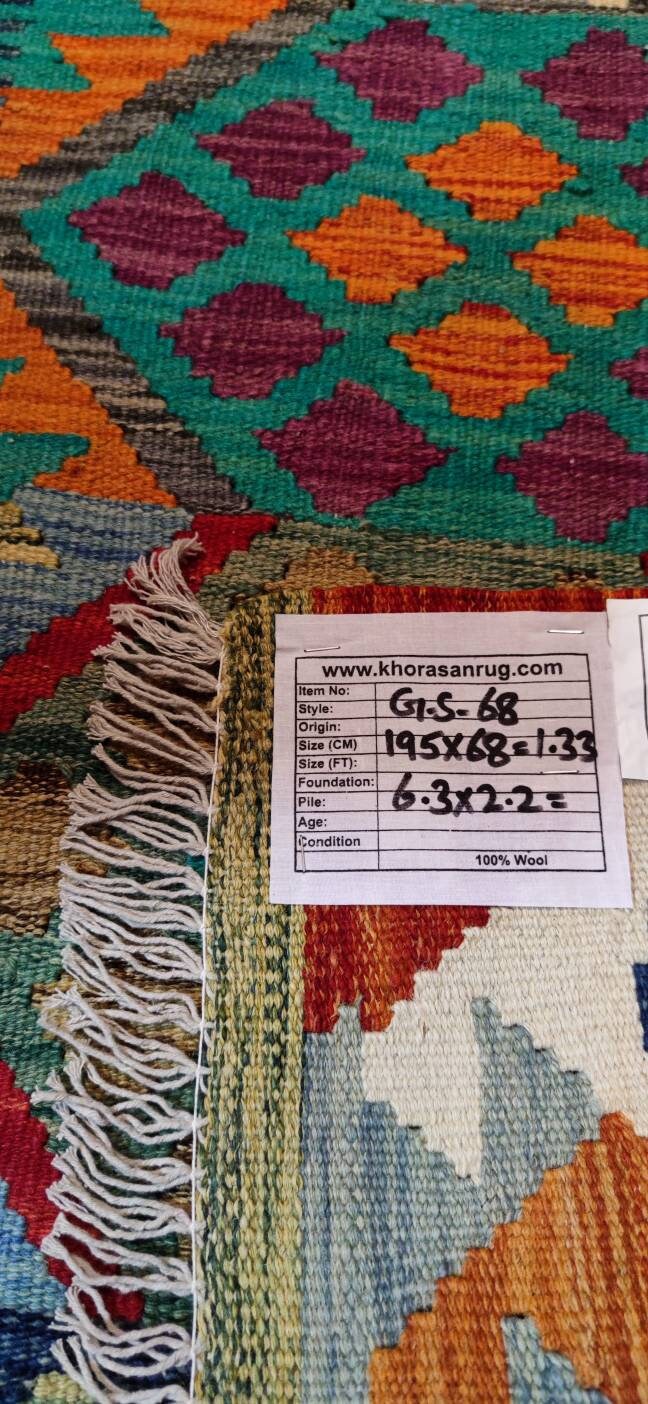 www.khorasanrug.com
Item No:
Style: G1.S-68
Origin:
Size (CM) 195X68=1.33
Size (FT):
Foundation:
Pile: 6.3X2.2=
Age:
Condition
100% Wool